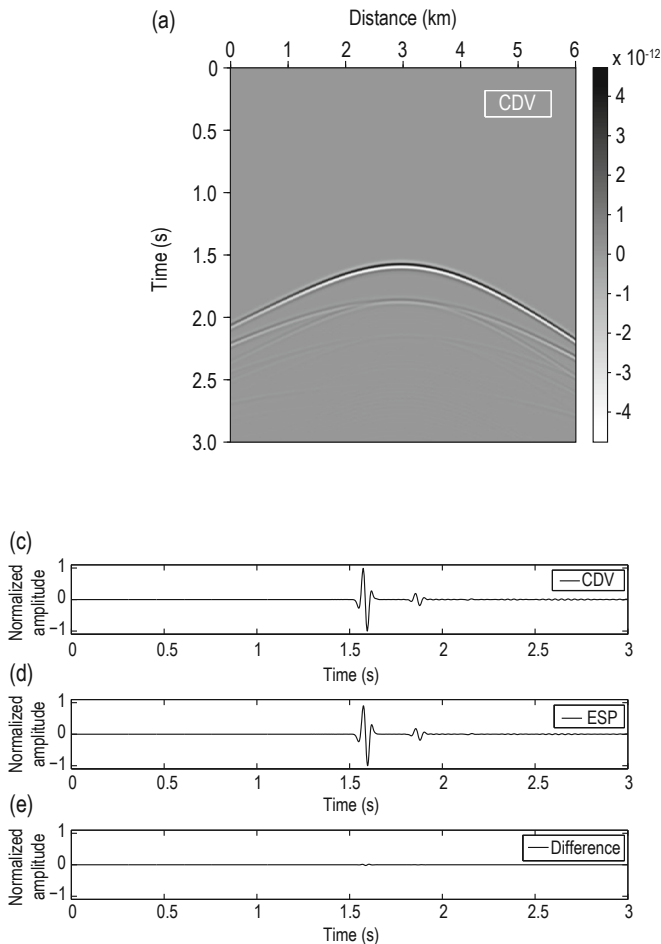 (a)
Distance (km)
0 1 2 3 4 5 6
x 10⁻¹²
0
0.5
1.0
1.5
2.0
2.5
3.0
Time (s)
CDV
4
3
2
1
0
-1
-2
-3
-4
(c)
Normalized
amplitude
1
0
−1
CDV
0 0.5 1 1.5 2 2.5 3
Time (s)
(d)
Normalized
amplitude
1
0
−1
ESP
0 0.5 1 1.5 2 2.5 3
Time (s)
(e)
Normalized
amplitude
1
0
−1
Difference
0 0.5 1 1.5 2 2.5 3
Time (s)